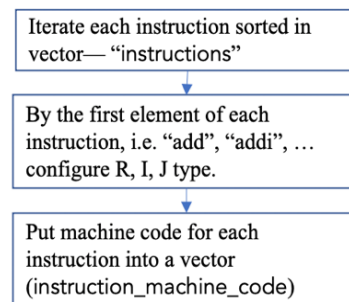 Iterate each instruction sorted in
vector— “instructions”
By the first element of each
instruction, i.e. “add”, “addi”, …
configure R, I, J type.
Put machine code for each
instruction into a vector
(instruction_machine_code)